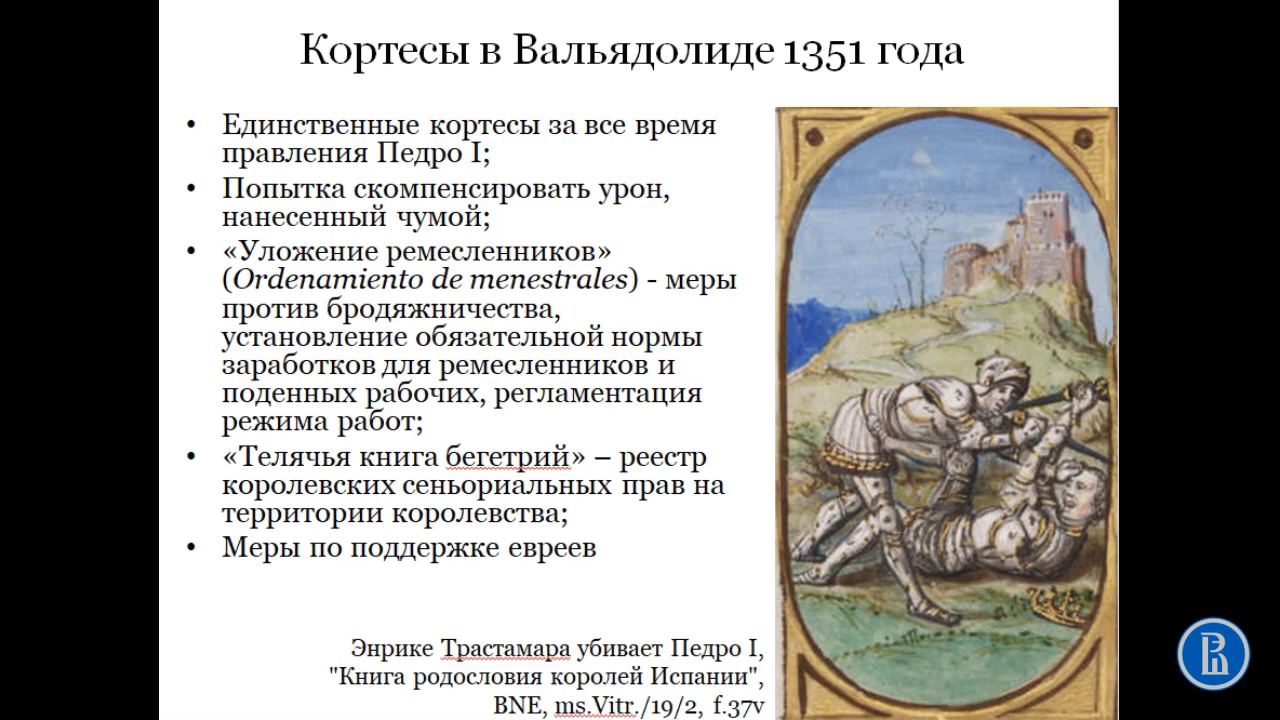 Кортесы в Вальядолиде 1351 года
• Единственные кортесы за все время
правления Педро I;
• Попытка скомпенсировать урон,
нанесенный чумой;
• «Уложение ремесленников»
(Ordenamiento de menestrales) - меры
против бродяжничества,
установление обязательной нормы
заработков для ремесленников и
поденных рабочих, регламентация
режима работ;
• «Телячья книга бегетрий» – реестр
королевских сеньориальных прав на
территории королевства;
• Меры по поддержке евреев
Энрике Трастамара убивает Педро I,
"Книга родословия королей Испании",
BNE, ms.Vitr./19/2, f.37v